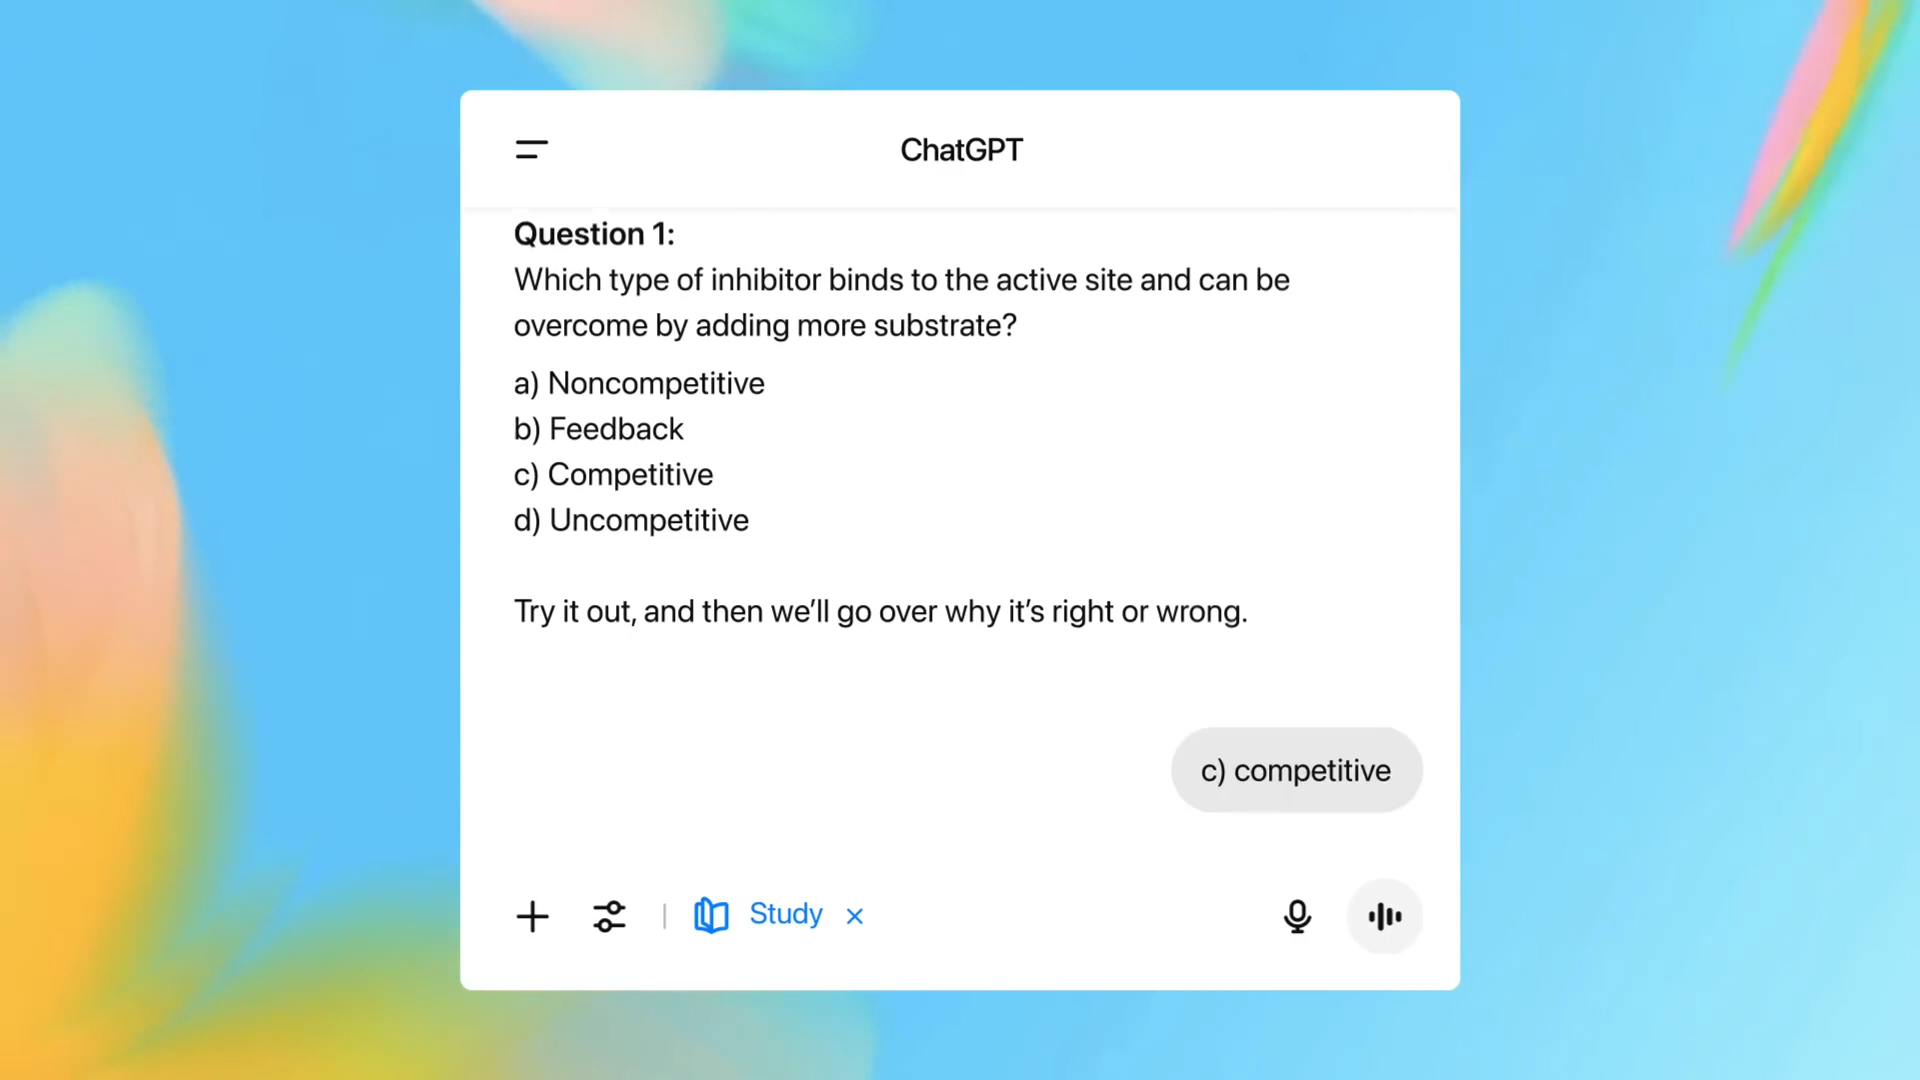 ChatGPT
Question 1:
Which type of inhibitor binds to the active site and can be
overcome by adding more substrate?
a) Noncompetitive
b) Feedback
c) Competitive
d) Uncompetitive
Try it out, and then we’ll go over why it’s right or wrong.
c) competitive
Study